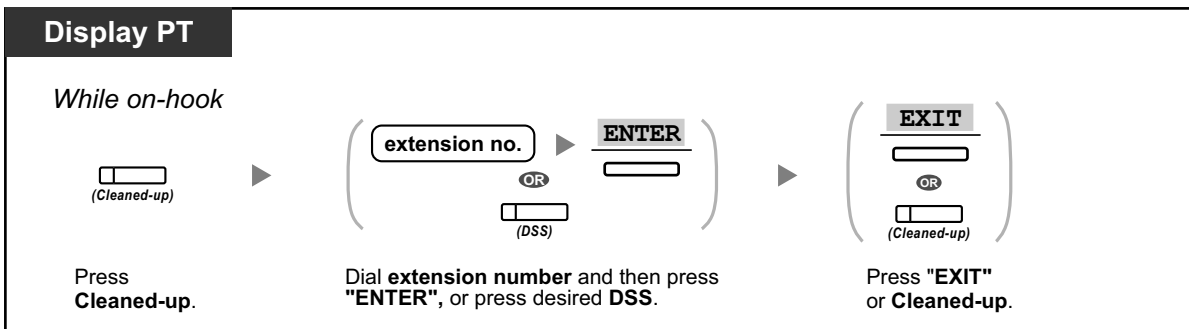 Display PT
While on-hook
(Cleaned-up)
extension no.
ENTER
OR
(DSS)
EXIT
OR
(Cleaned-up)
Press
Cleaned-up.
Dial extension number and then press
"ENTER", or press desired DSS.
Press "EXIT"
or Cleaned-up.